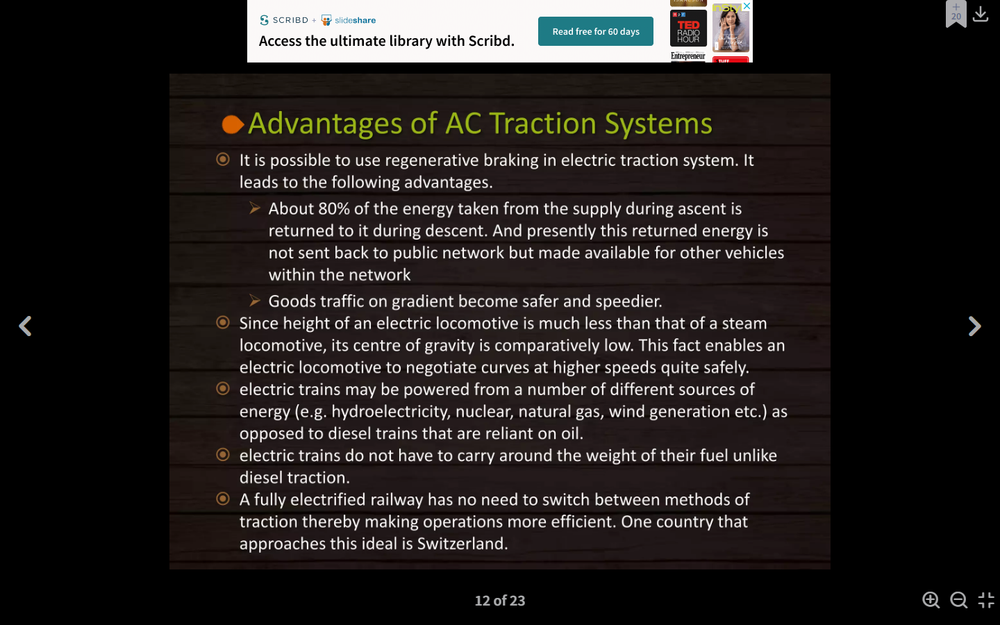 SCRIBD + slideshare
Access the ultimate library with Scribd.
Read free for 60 days
TED
RADIO
HOUR
Entrepreneur
InSty
+
20
Advantages of AC Traction Systems
It is possible to use regenerative braking in electric traction system. It
leads to the following advantages.
About 80% of the energy taken from the supply during ascent is
returned to it during descent. And presently this returned energy is
not sent back to public network but made available for other vehicles
within the network
Goods traffic on gradient become safer and speedier.
Since height of an electric locomotive is much less than that of a steam
locomotive, its centre of gravity is comparatively low. This fact enables an
electric locomotive to negotiate curves at higher speeds quite safely.
electric trains may be powered from a number of different sources of
energy (e.g. hydroelectricity, nuclear, natural gas, wind generation etc.) as
opposed to diesel trains that are reliant on oil.
electric trains do not have to carry around the weight of their fuel unlike
diesel traction.
A fully electrified railway has no need to switch between methods of
traction thereby making operations more efficient. One country that
approaches this ideal is Switzerland.
12 of 23